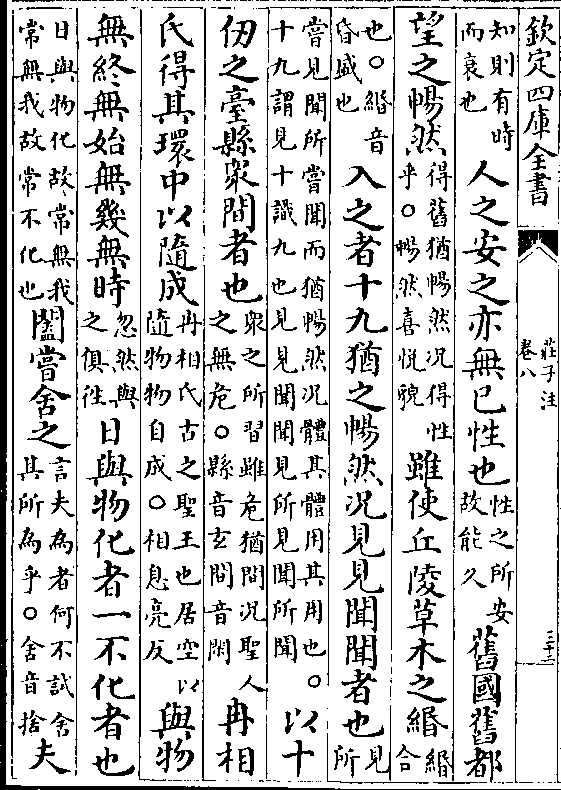 欽定四庫全書
莊子注
卷八
三十二
知則有時
而衰也
人之安之亦無已性也
性之所安
故能久
舊國舊都
望之暢然
得舊猶暢然况得性
乎○暢然喜悦貌
雖使丘陵草木之緡
緡合
也○緡音
昏盛也
入之者十九猶之暢然况見見聞聞者也
見所
嘗見聞所嘗聞而猶暢然况體其體用其用也○
十九謂見十識九也見見聞聞見所見聞所聞
以十
仞之臺縣衆間者也
衆之所習雖危猶閒况聖人
之無危○縣音玄間音閑
冉相
氏得其環中以隨成
冉相氏古之聖王也居空以
隨物物自成○相息亮反
與物
無終無始無幾無時
忽然與
之俱往
日與物化者一不化者也
日與物化故常無我
常無我故常不化也
闔嘗舍之
言夫為者何不試舍
其所為乎○舍音捨
夫